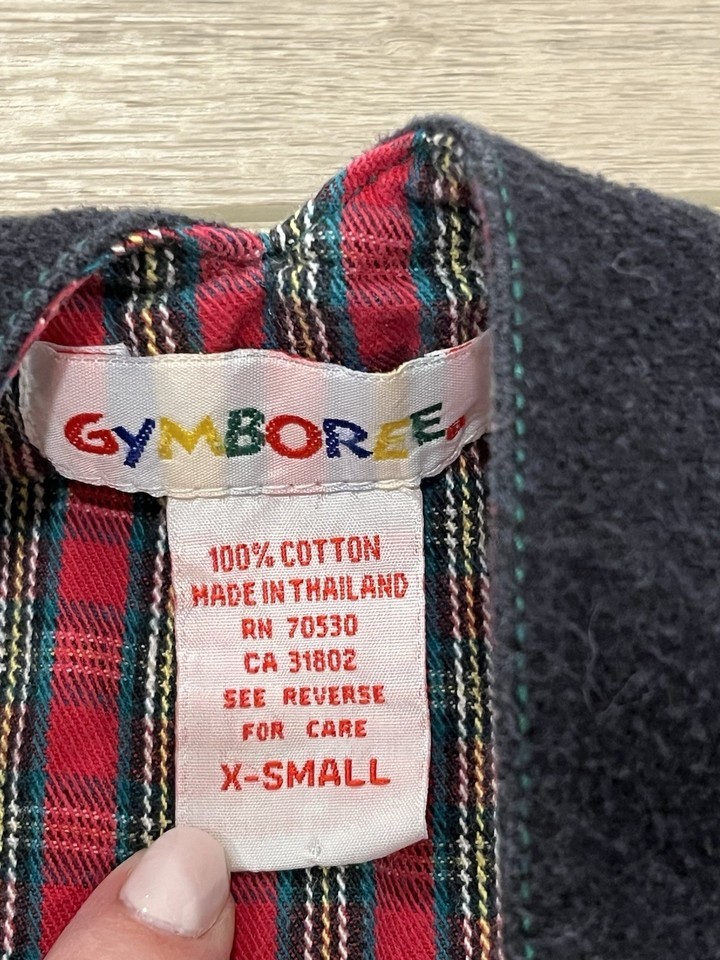 GYMBOREE
100% COTTON
MADE IN THAILAND
RN 70530
CA 31802
SEE REVERSE
FOR CARE
X-SMALL